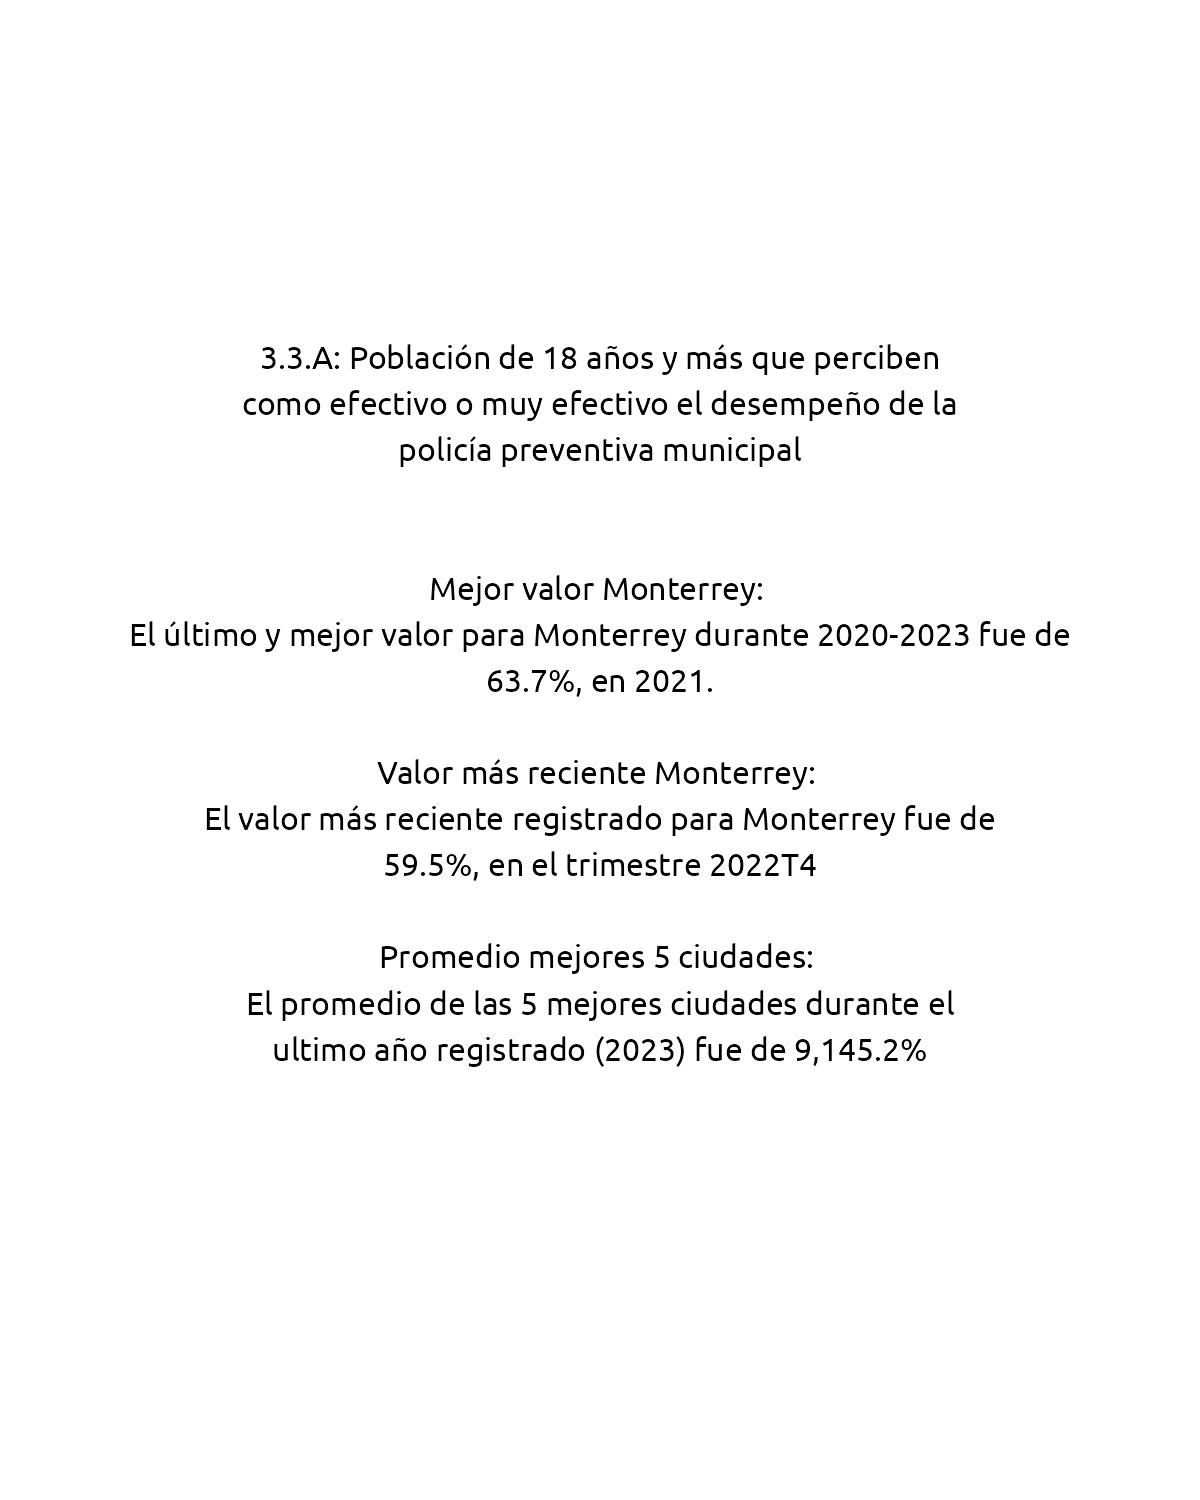 3.3.A: Población de 18 años y más que perciben
como efectivo o muy efectivo el desempeño de la
policía preventiva municipal
Mejor valor Monterrey:
El último y mejor valor para Monterrey durante 2020-2023 fue de
63.7%, en 2021.
Valor más reciente Monterrey:
El valor más reciente registrado para Monterrey fue de
59.5%, en el trimestre 2022T4
Promedio mejores 5 ciudades:
El promedio de las 5 mejores ciudades durante el
ultimo año registrado (2023) fue de 9,145.2%